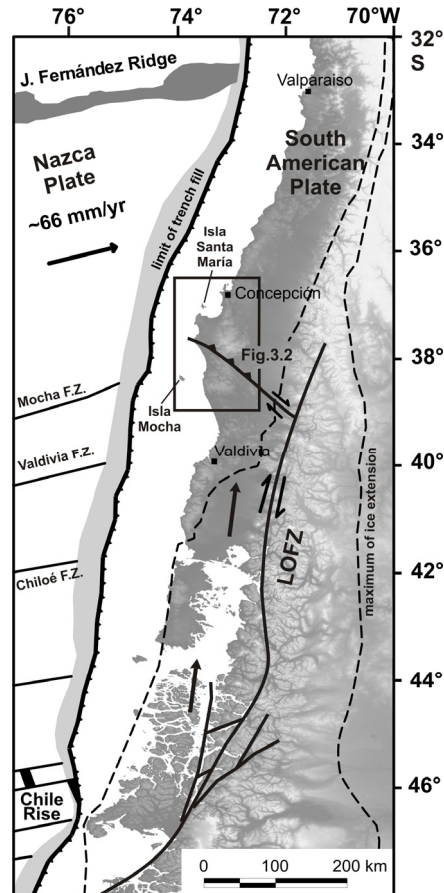 76°
74°
72°
70°W
32°
S
J. Fernández Ridge
Valparaiso
South
American
Plate
34°
Nazca
Plate
~66 mm/yr
limit of trench fill
Isla
Santa
María
36°
Concepción
Fig.3.2
38°
Isla
Mocha
Mocha F.Z.
Valdivia F.Z.
Valdivia
40°
maximum of ice extension
LOFZ
Chiloé F.Z.
42°
44°
46°
Chile
Rise
0
100
200 km